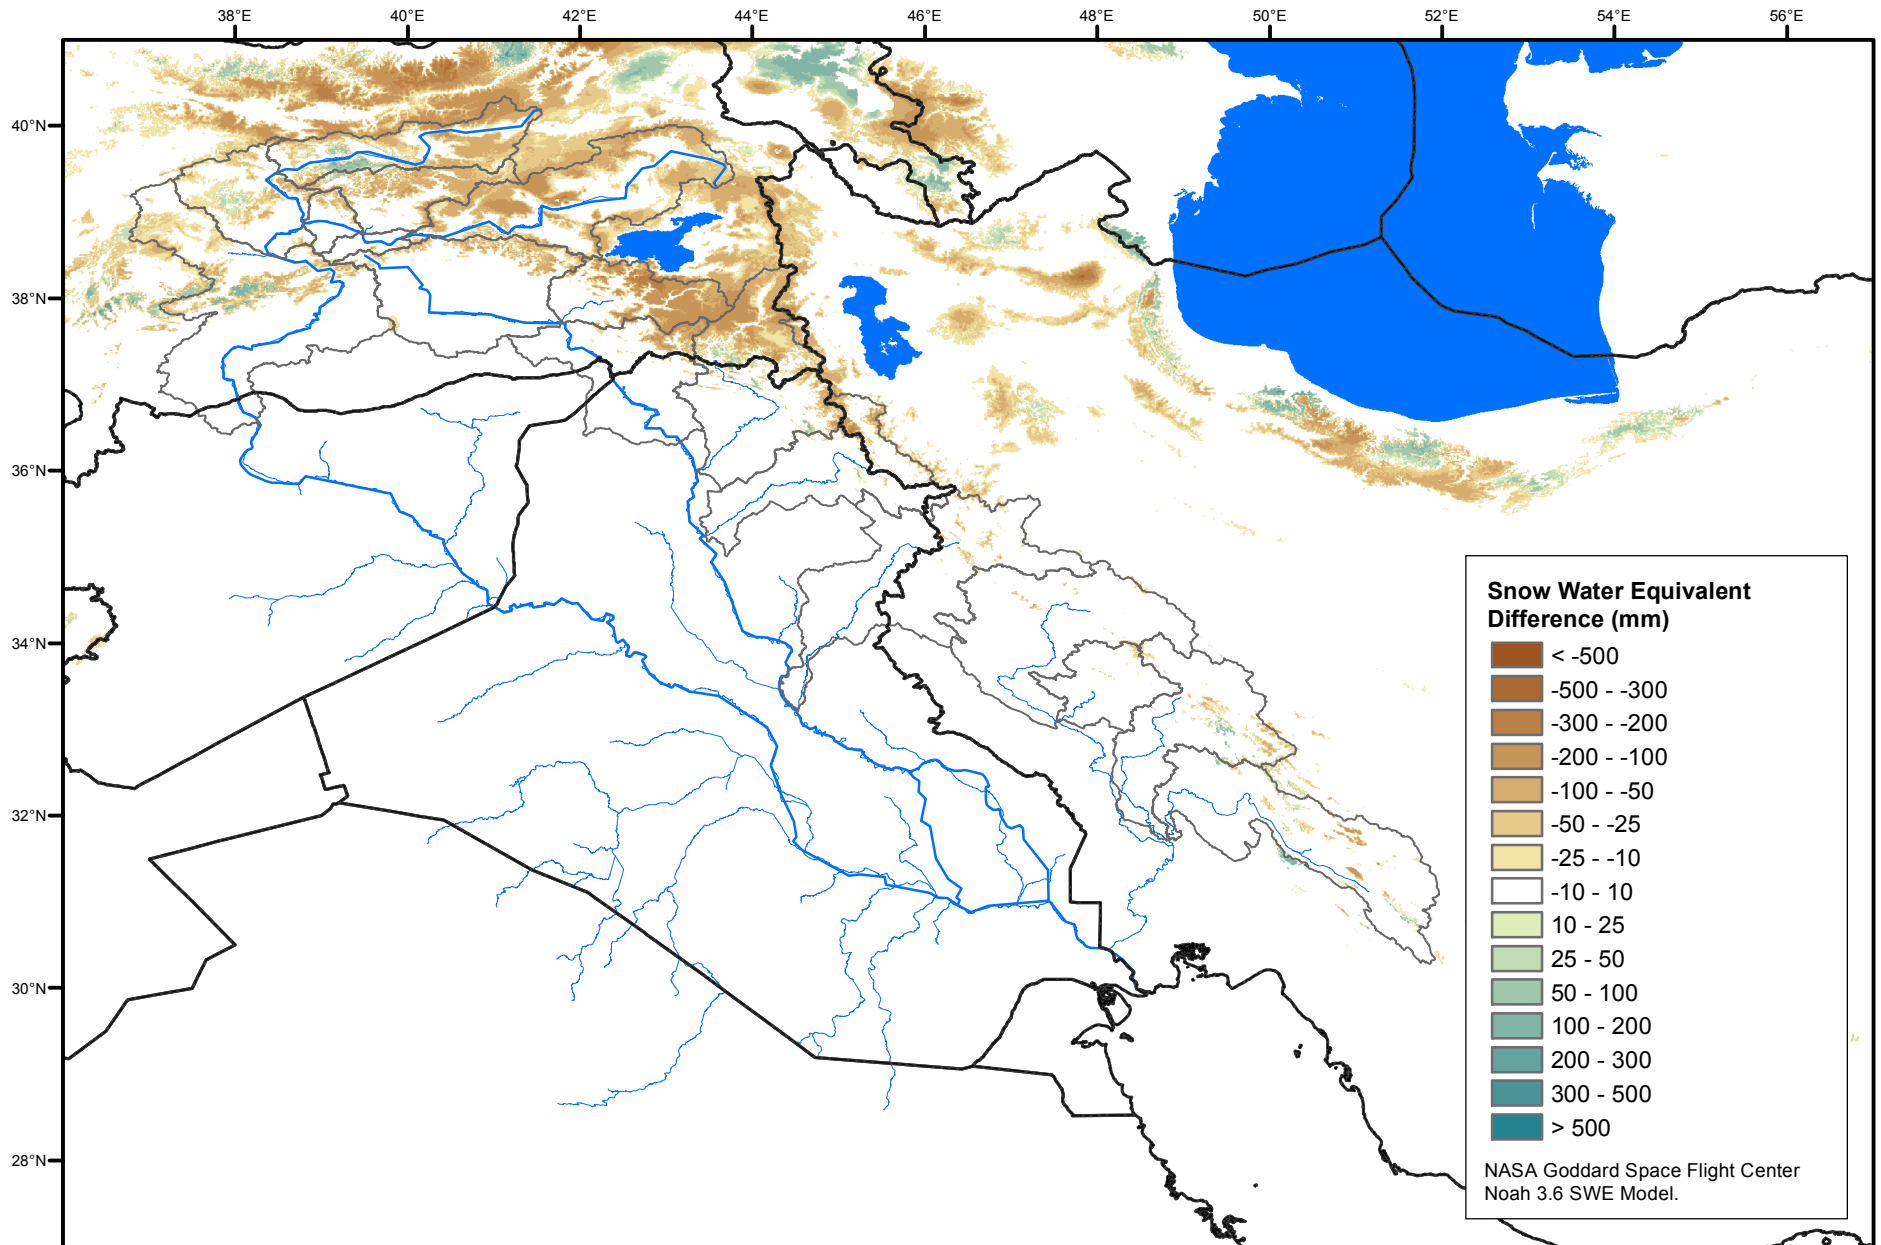 38°E 40°E 42°E 44°E 46°E 48°E 50°E 52°E 54°E 56°E
40°N
38°N
36°N
34°N
32°N
30°N
28°N
Snow Water Equivalent
Difference (mm)
< -500
-500 - -300
-300 - -200
-200 - -100
-100 - -50
-50 - -25
-25 - -10
-10 - 10
10 - 25
25 - 50
50 - 100
100 - 200
200 - 300
300 - 500
> 500
NASA Goddard Space Flight Center
Noah 3.6 SWE Model.